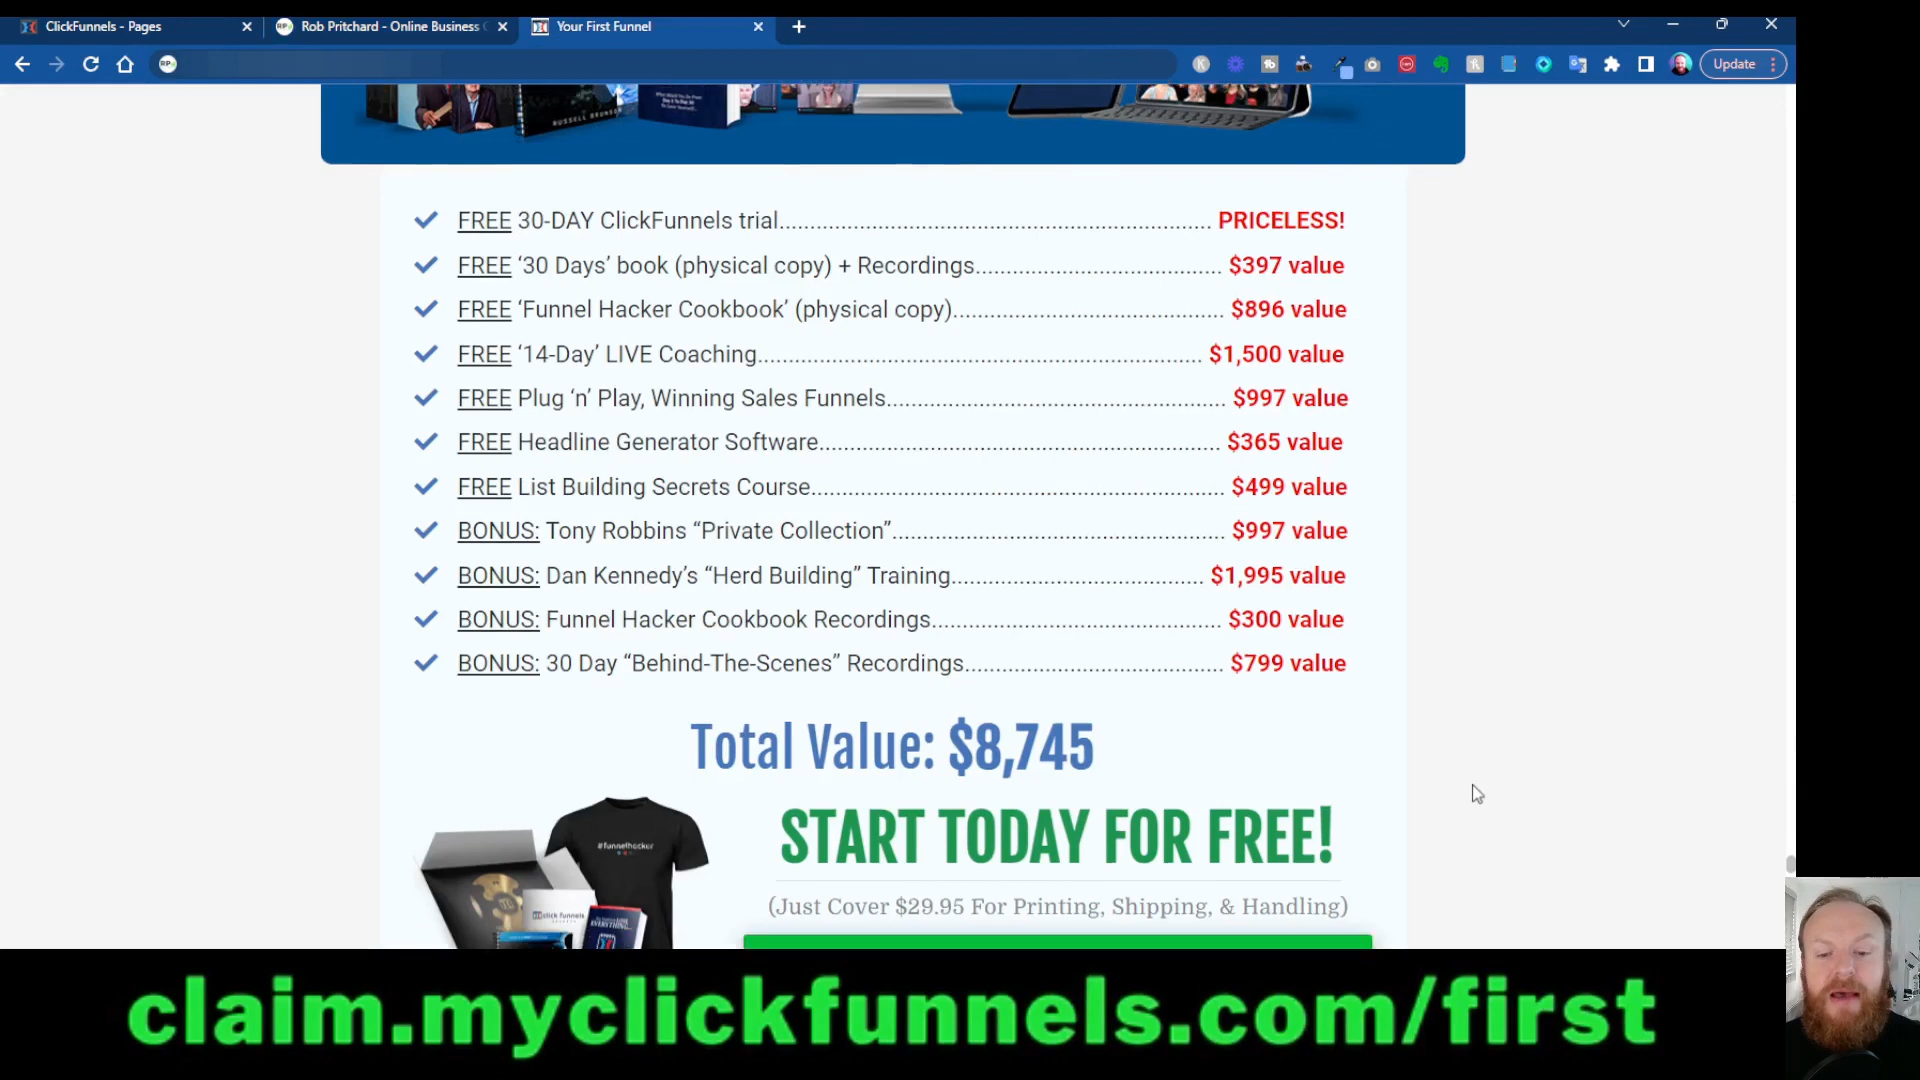 ClickFunnels - Pages
Rob Pritchard - Online Business
Your First Funnel
Update
RUSSELL BRUNSON
FREE 30-DAY ClickFunnels trial........ PRICELESS!
FREE ‘30 Days’ book (physical copy) + Recordings........ $397 value
FREE ‘Funnel Hacker Cookbook’ (physical copy)........ $896 value
FREE ‘14-Day’ LIVE Coaching........ $1,500 value
FREE Plug ‘n’ Play, Winning Sales Funnels........ $997 value
FREE Headline Generator Software........ $365 value
FREE List Building Secrets Course........ $499 value
BONUS: Tony Robbins “Private Collection”........ $997 value
BONUS: Dan Kennedy’s “Herd Building” Training........ $1,995 value
BONUS: Funnel Hacker Cookbook Recordings........ $300 value
BONUS: 30 Day “Behind-The-Scenes” Recordings........ $799 value
Total Value: $8,745
#funnelhacker
START TODAY FOR FREE!
click funnels
(Just Cover $29.95 For Printing, Shipping, & Handling)
claim.myclickfunnels.com/first